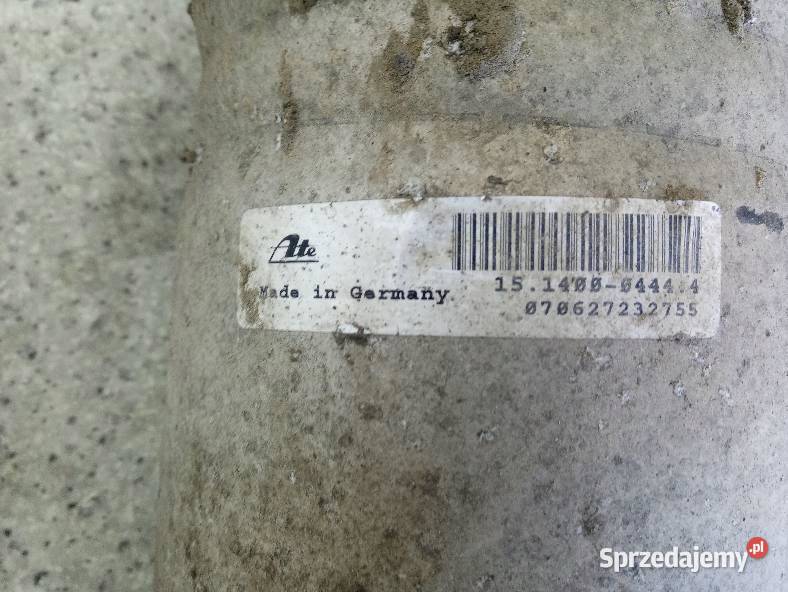 Ate
Made in Germany
15.1400-0444.4
070627232755
Sprzedajemy.pl